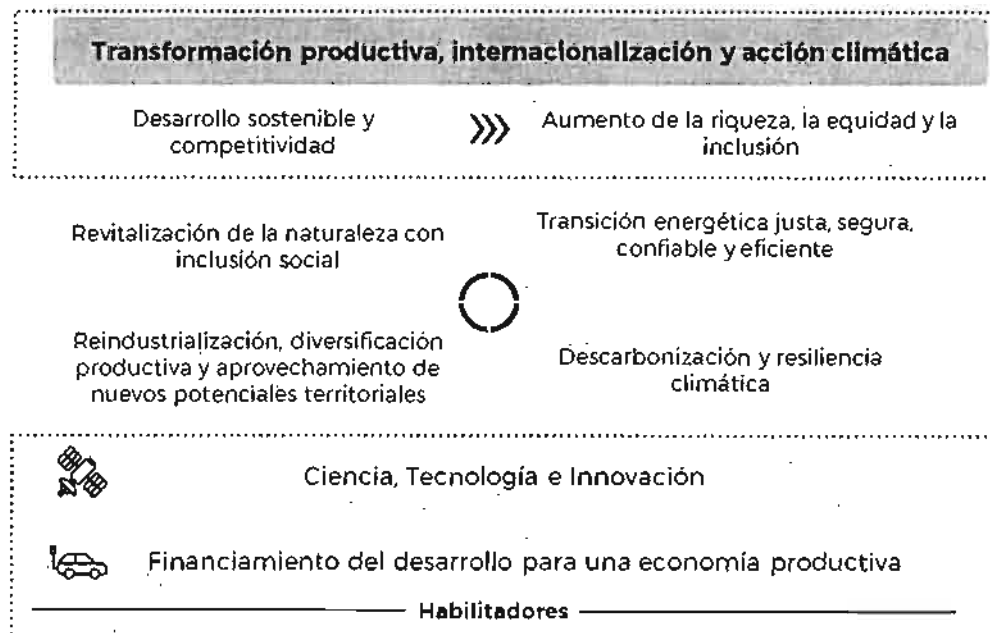 Transformación productiva, internacionalización y acción climática
Desarrollo sostenible y
competitividad
Aumento de la riqueza, la equidad y la
inclusión
Revitalización de la naturaleza con
inclusión social
Transición energética justa, segura,
confiable y eficiente
Reindustrialización, diversificación
productiva y aprovechamiento de
nuevos potenciales territoriales
Descarbonización y resiliencia
climática
Ciencia, Tecnología e Innovación
Financiamiento del desarrollo para una economía productiva
Habilitadores